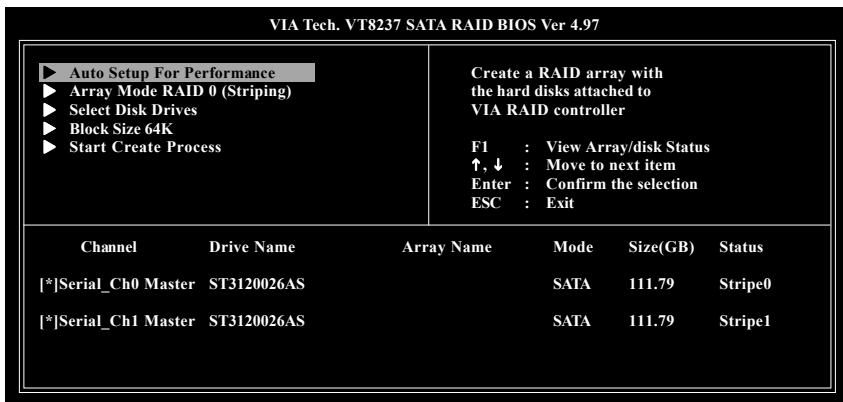 VIA Tech. VT8237 SATA RAID BIOS Ver 4.97
Auto Setup For Performance
Array Mode RAID 0 (Striping)
Select Disk Drives
Block Size 64K
Start Create Process
Create a RAID array with
the hard disks attached to
VIA RAID controller
F1 : View Array/disk Status
↑, ↓ : Move to next item
Enter : Confirm the selection
ESC : Exit
Channel Drive Name Array Name Mode Size(GB) Status
[*]Serial_Ch0 Master ST3120026AS SATA 111.79 Stripe0
[*]Serial_Ch1 Master ST3120026AS SATA 111.79 Stripe1